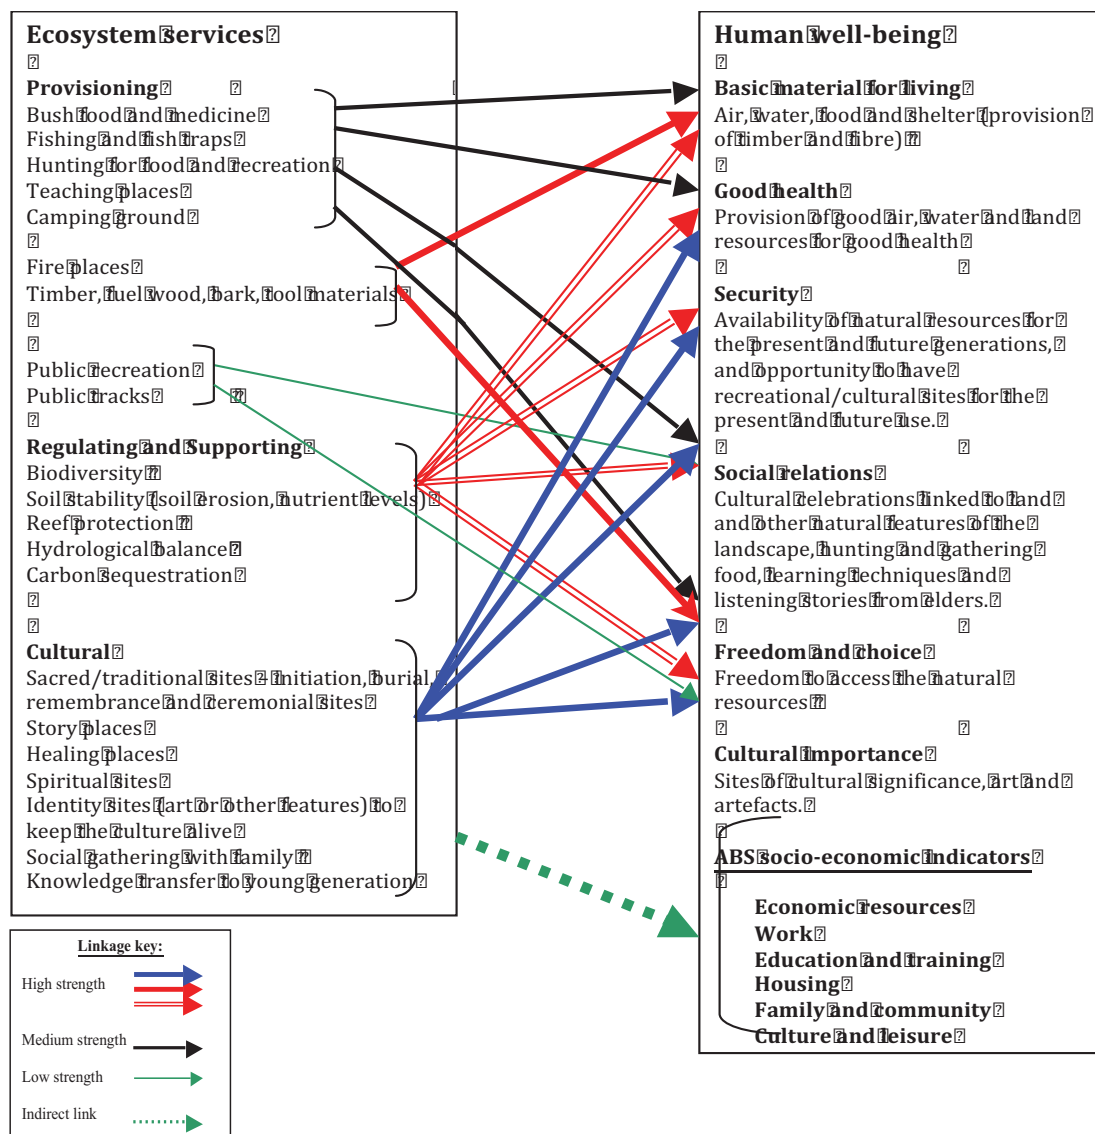 Ecosystem services
Provisioning
Bush food and medicine
Fishing and fish traps
Hunting for food and recreation
Teaching places
Camping ground
Fire places
Timber, fuel wood, bark, tool materials
Public recreation
Public tracks
Regulating and Supporting
Biodiversity
Soil stability (soil erosion, nutrient levels)
Reef protection
Hydrological balance
Carbon sequestration
Cultural
Sacred/traditional sites – initiation, burial,
remembrance and ceremonial sites
Story places
Healing places
Spiritual sites
Identity sites (art or other features) to
keep the culture alive
Social gathering with family
Knowledge transfer to young generation
Human well-being
Basic material for living
Air, water, food and shelter (provision
of timber and fibre)
Good health
Provision of good air, water and land
resources for good health
Security
Availability of natural resources for
the present and future generations,
and opportunity to have
recreational/cultural sites for the
present and future use.
Social relations
Cultural celebrations linked to land
and other natural features of the
landscape, hunting and gathering
food, learning techniques and
listening stories from elders.
Freedom and choice
Freedom to access the natural
resources
Cultural importance
Sites of cultural significance, art and
artefacts.
ABS socio-economic indicators
Economic resources
Work
Education and training
Housing
Family and community
Culture and leisure
Linkage key:
High strength
Medium strength
Low strength
Indirect link